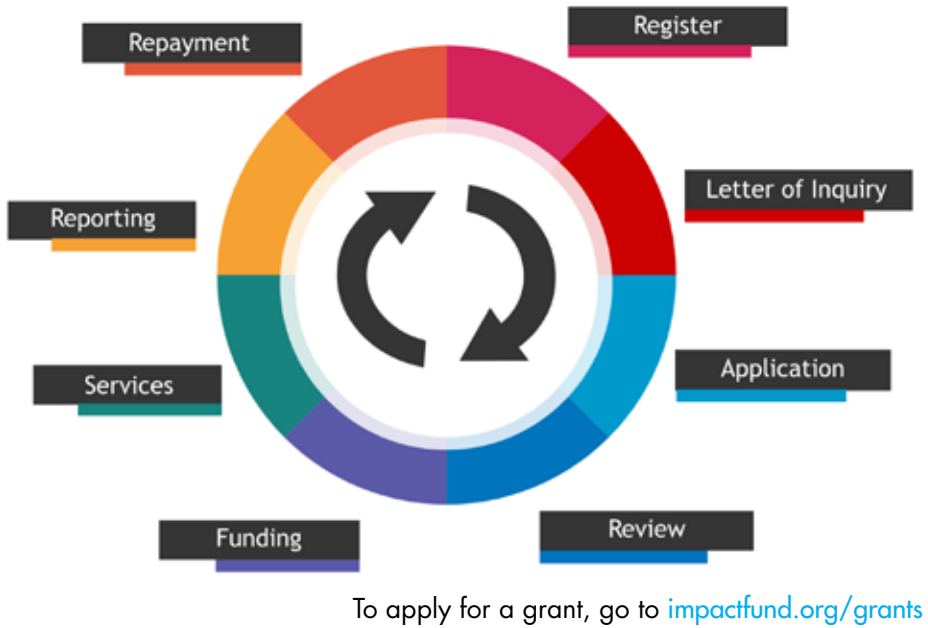 Register
Letter of Inquiry
Application
Review
Funding
Services
Reporting
Repayment
To apply for a grant, go to impactfund.org/grants